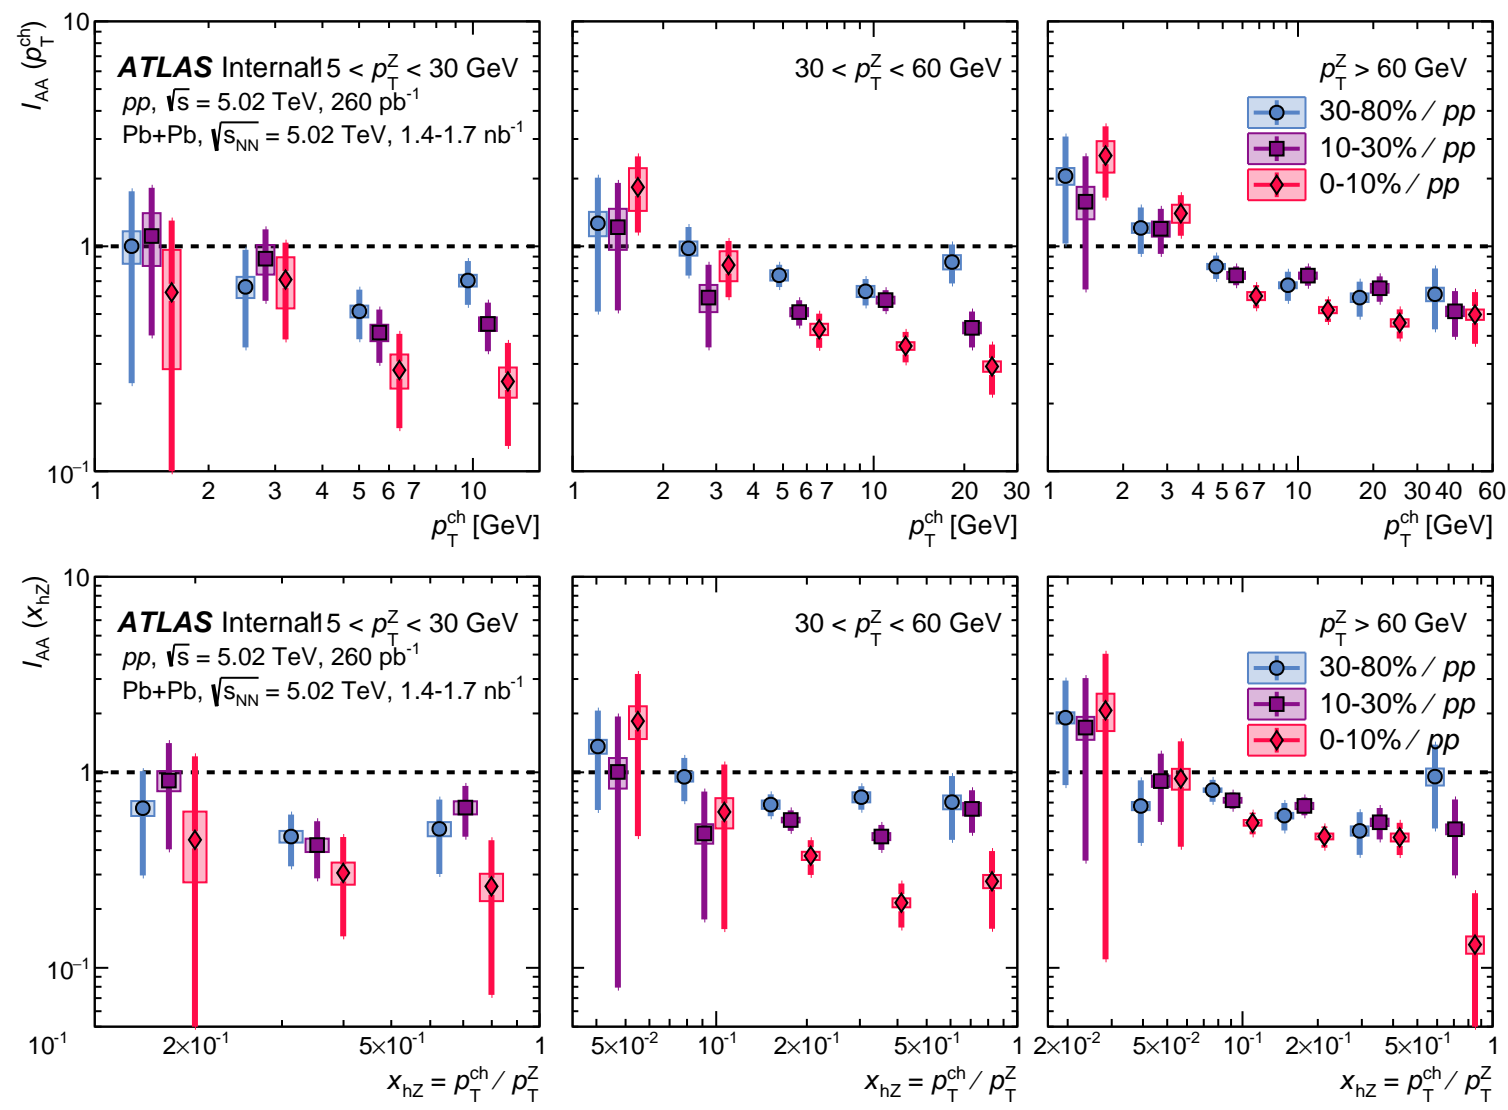 I_AA (p_T^ch)
10
1
10⁻¹
ATLAS Internal 15 < p_T^Z < 30 GeV
pp, √s = 5.02 TeV, 260 pb⁻¹
Pb+Pb, √s_NN = 5.02 TeV, 1.4-1.7 nb⁻¹
1 2 3 4 5 6 7 10
p_T^ch [GeV]
30 < p_T^Z < 60 GeV
1 2 3 4 5 6 7 10 20 30
p_T^ch [GeV]
p_T^Z > 60 GeV
30-80% / pp
10-30% / pp
0-10% / pp
1 2 3 4 5 6 7 10 20 30 40 60
p_T^ch [GeV]
I_AA (x_hZ)
10
1
10⁻¹
ATLAS Internal 15 < p_T^Z < 30 GeV
pp, √s = 5.02 TeV, 260 pb⁻¹
Pb+Pb, √s_NN = 5.02 TeV, 1.4-1.7 nb⁻¹
10⁻¹ 2×10⁻¹ 5×10⁻¹ 1
x_hZ = p_T^ch / p_T^Z
30 < p_T^Z < 60 GeV
5×10⁻² 10⁻¹ 2×10⁻¹ 5×10⁻¹ 1
x_hZ = p_T^ch / p_T^Z
p_T^Z > 60 GeV
30-80% / pp
10-30% / pp
0-10% / pp
2×10⁻² 5×10⁻² 10⁻¹ 2×10⁻¹ 5×10⁻¹ 1
x_hZ = p_T^ch / p_T^Z